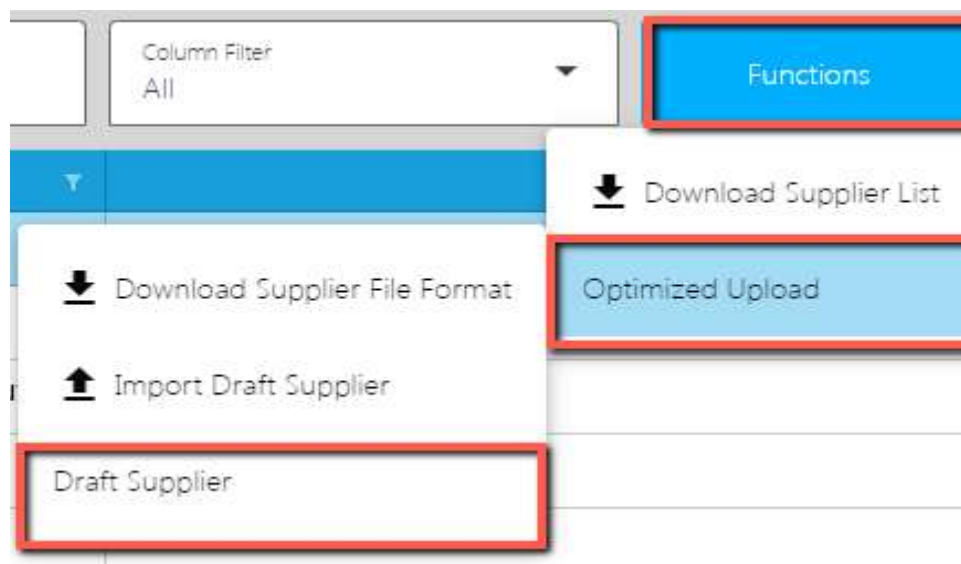 Column Filter
All
Functions
Download Supplier List
Optimized Upload
Download Supplier File Format
Import Draft Supplier
Draft Supplier